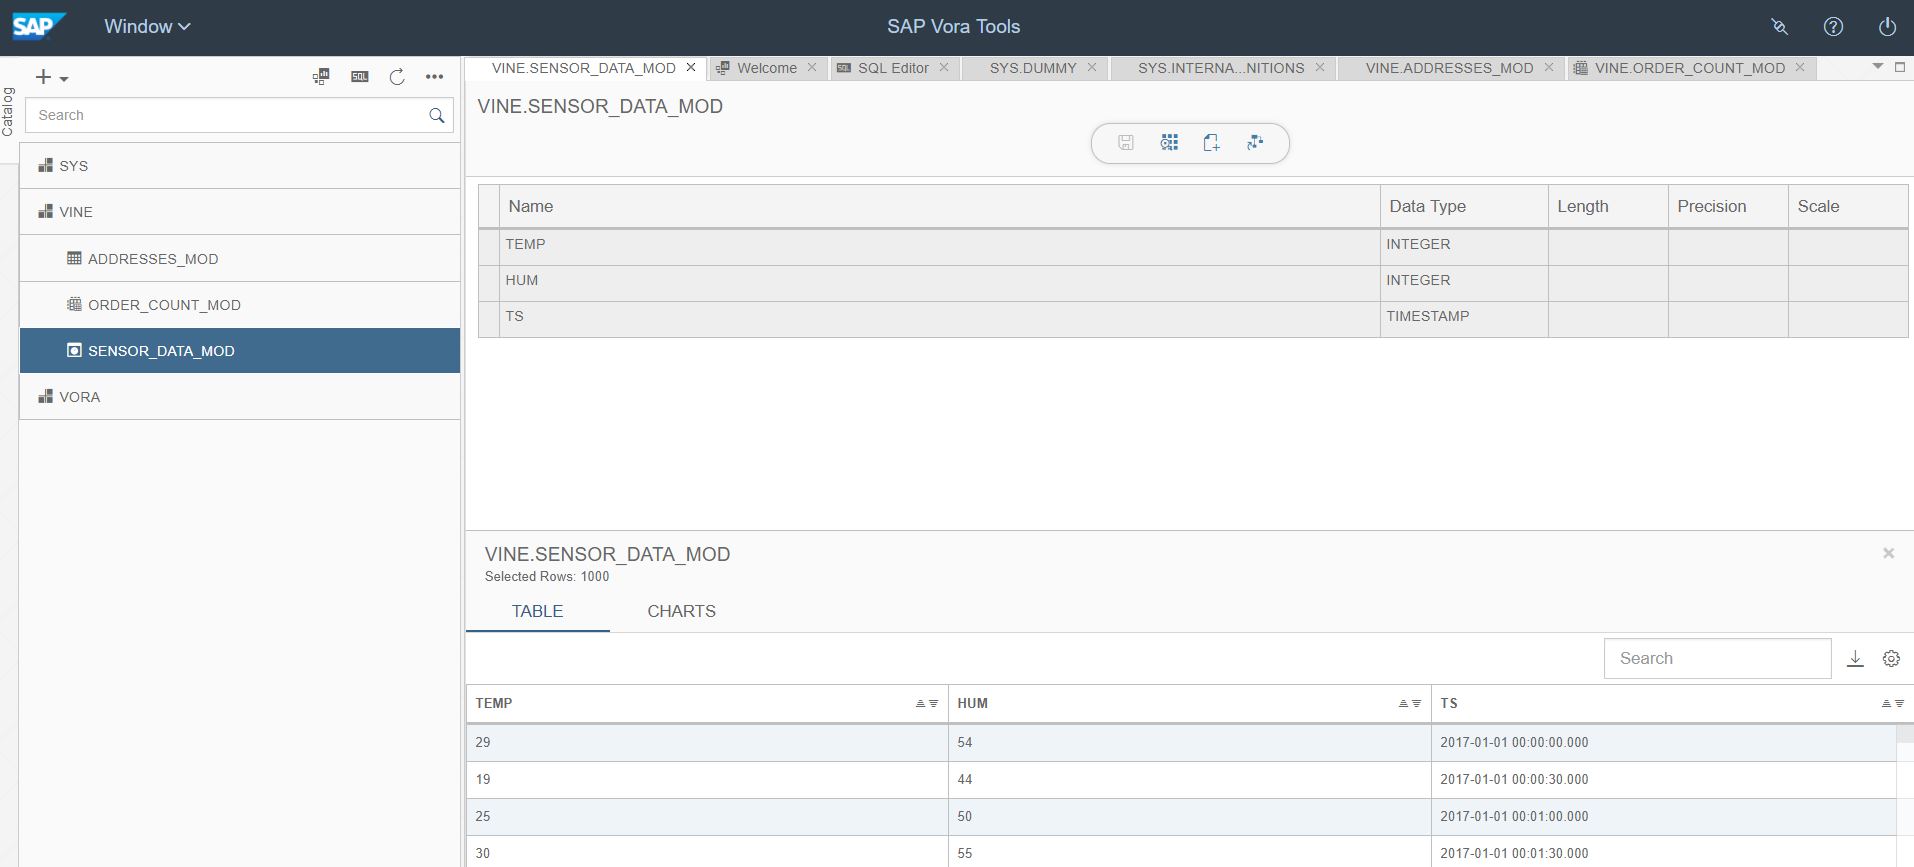 SAP Window SAP Vora Tools
Catalog
SQL
Search
SYS
VINE
ADDRESSES_MOD
ORDER_COUNT_MOD
SENSOR_DATA_MOD
VORA
VINE.SENSOR_DATA_MOD Welcome SQL SQL Editor SYS.DUMMY SYS.INTERNA...NITIONS VINE.ADDRESSES_MOD VINE.ORDER_COUNT_MOD
VINE.SENSOR_DATA_MOD
Name Data Type Length Precision Scale
TEMP INTEGER
HUM INTEGER
TS TIMESTAMP
VINE.SENSOR_DATA_MOD
Selected Rows: 1000
TABLE CHARTS
Search
TEMP HUM TS
29 54 2017-01-01 00:00:00.000
19 44 2017-01-01 00:00:30.000
25 50 2017-01-01 00:01:00.000
30 55 2017-01-01 00:01:30.000